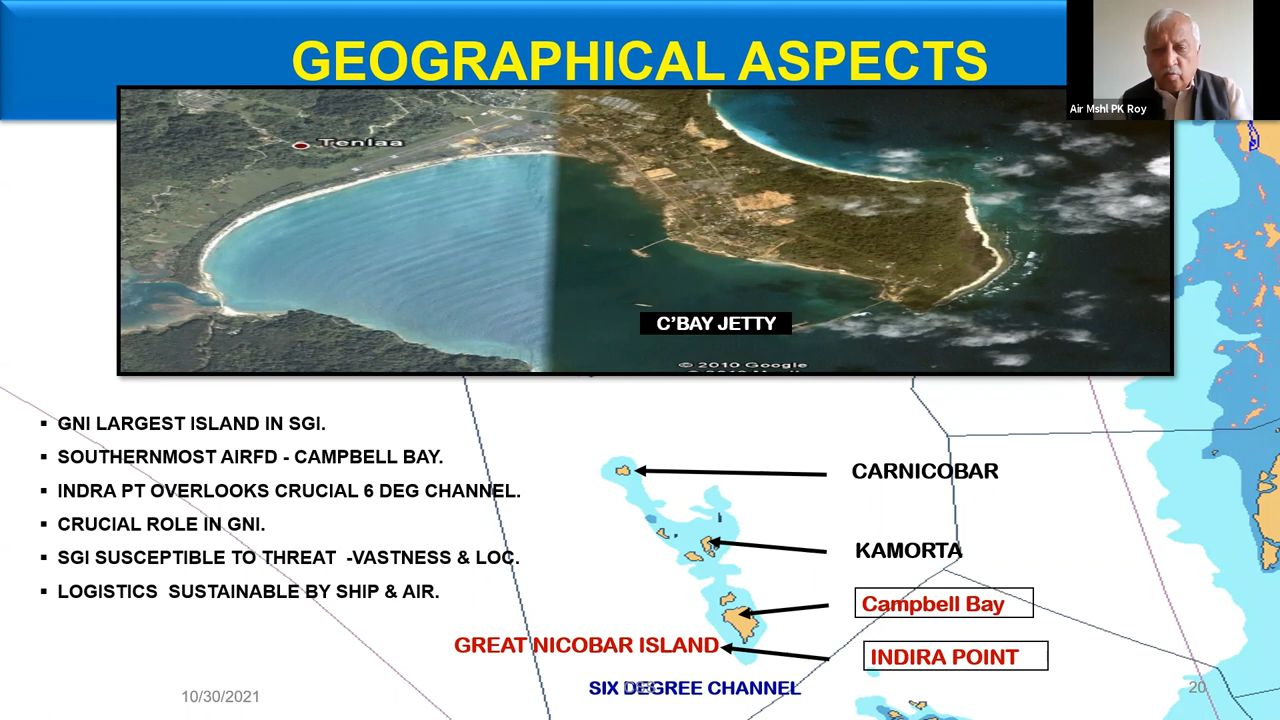 GEOGRAPHICAL ASPECTS
Air Mshl PK Roy
Tenlaa
C'BAY JETTY
© 2010 Google
▪ GNI LARGEST ISLAND IN SGI.
▪ SOUTHERNMOST AIRFD - CAMPBELL BAY.
▪ INDRA PT OVERLOOKS CRUCIAL 6 DEG CHANNEL.
▪ CRUCIAL ROLE IN GNI.
▪ SGI SUSCEPTIBLE TO THREAT -VASTNESS & LOC.
▪ LOGISTICS SUSTAINABLE BY SHIP & AIR.
CARNICOBAR
KAMORTA
Campbell Bay
GREAT NICOBAR ISLAND
INDIRA POINT
SIX DEGREE CHANNEL
10/30/2021
20